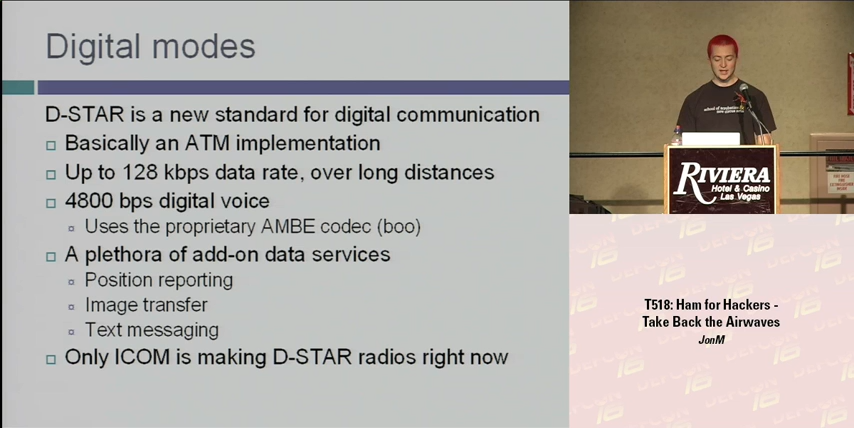 Digital modes
D-STAR is a new standard for digital communication
Basically an ATM implementation
Up to 128 kbps data rate, over long distances
4800 bps digital voice
Uses the proprietary AMBE codec (boo)
A plethora of add-on data services
Position reporting
Image transfer
Text messaging
Only ICOM is making D-STAR radios right now
RIVIERA
Hotel & Casino
Las Vegas
T518: Ham for Hackers -
Take Back the Airwaves
JonM
DEFCON
16